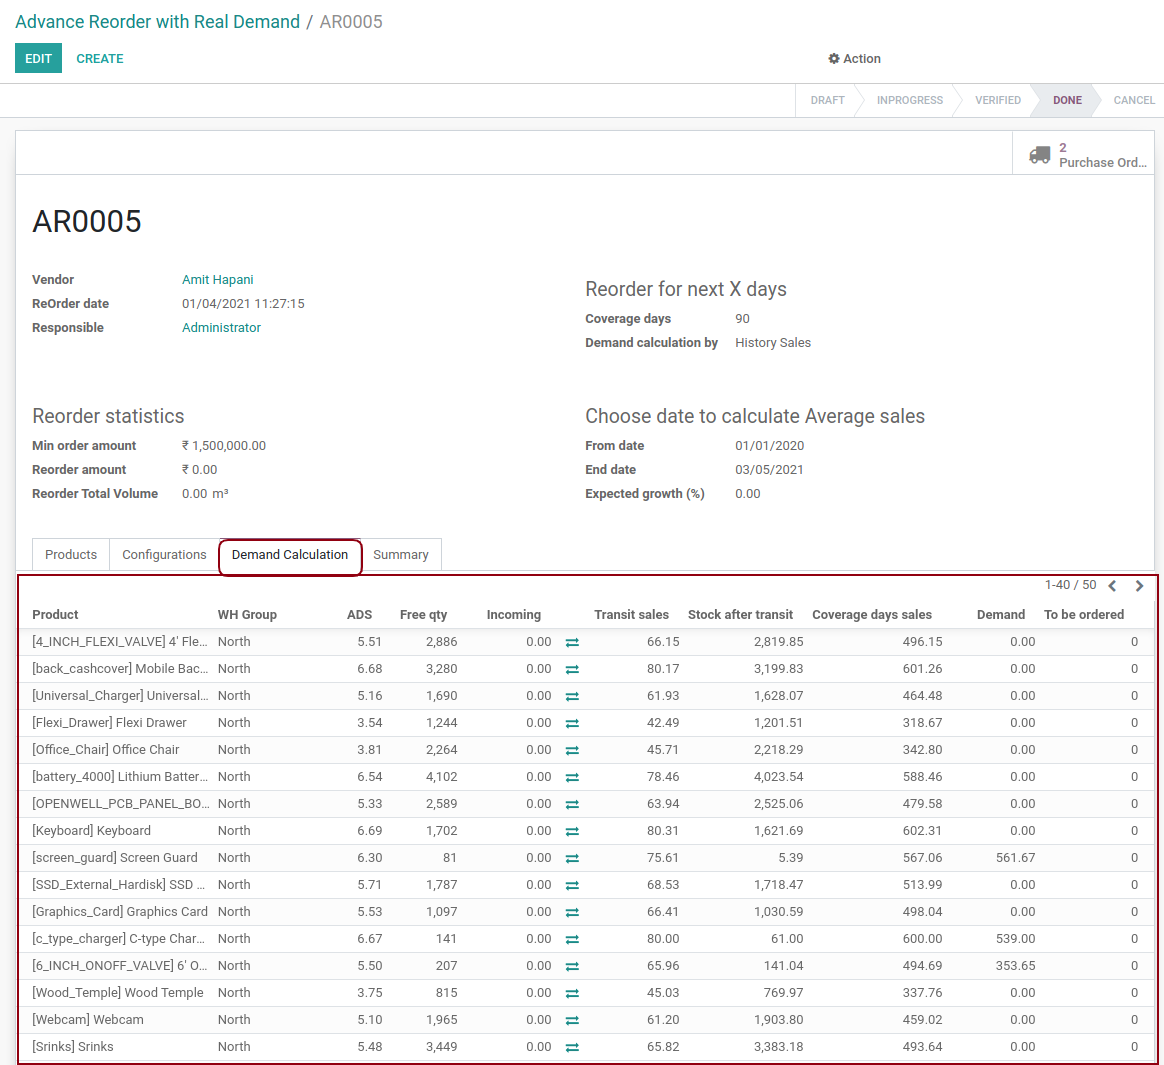 Advance Reorder with Real Demand / AR0005
EDIT CREATE Action
DRAFT INPROGRESS VERIFIED DONE CANCEL
2
Purchase Ord...
AR0005
Vendor Amit Hapani
ReOrder date 01/04/2021 11:27:15
Responsible Administrator
Reorder for next X days
Coverage days 90
Demand calculation by History Sales
Reorder statistics
Min order amount ₹ 1,500,000.00
Reorder amount ₹ 0.00
Reorder Total Volume 0.00 m³
Choose date to calculate Average sales
From date 01/01/2020
End date 03/05/2021
Expected growth (%) 0.00
Products Configurations Demand Calculation Summary
1-40 / 50
Product WH Group ADS Free qty Incoming Transit sales Stock after transit Coverage days sales Demand To be ordered
[4_INCH_FLEXI_VALVE] 4' Fle... North 5.51 2,886 0.00 66.15 2,819.85 496.15 0.00 0
[back_cashcover] Mobile Bac... North 6.68 3,280 0.00 80.17 3,199.83 601.26 0.00 0
[Universal_Charger] Universal... North 5.16 1,690 0.00 61.93 1,628.07 464.48 0.00 0
[Flexi_Drawer] Flexi Drawer North 3.54 1,244 0.00 42.49 1,201.51 318.67 0.00 0
[Office_Chair] Office Chair North 3.81 2,264 0.00 45.71 2,218.29 342.80 0.00 0
[battery_4000] Lithium Batter... North 6.54 4,102 0.00 78.46 4,023.54 588.46 0.00 0
[OPENWELL_PCB_PANEL_BO... North 5.33 2,589 0.00 63.94 2,525.06 479.58 0.00 0
[Keyboard] Keyboard North 6.69 1,702 0.00 80.31 1,621.69 602.31 0.00 0
[screen_guard] Screen Guard North 6.30 81 0.00 75.61 5.39 567.06 561.67 0
[SSD_External_Hardisk] SSD ... North 5.71 1,787 0.00 68.53 1,718.47 513.99 0.00 0
[Graphics_Card] Graphics Card North 5.53 1,097 0.00 66.41 1,030.59 498.04 0.00 0
[c_type_charger] C-type Char... North 6.67 141 0.00 80.00 61.00 600.00 539.00 0
[6_INCH_ONOFF_VALVE] 6' O... North 5.50 207 0.00 65.96 141.04 494.69 353.65 0
[Wood_Temple] Wood Temple North 3.75 815 0.00 45.03 769.97 337.76 0.00 0
[Webcam] Webcam North 5.10 1,965 0.00 61.20 1,903.80 459.02 0.00 0
[Srinks] Srinks North 5.48 3,449 0.00 65.82 3,383.18 493.64 0.00 0